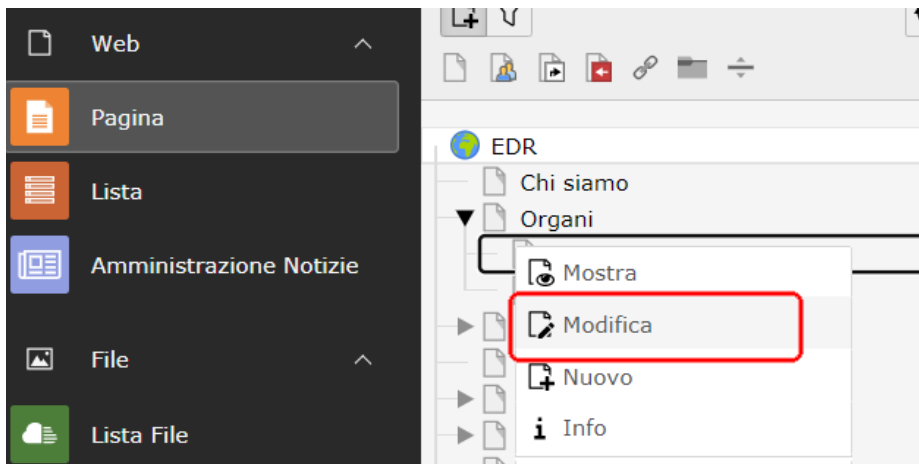 Web
Pagina
Lista
Amministrazione Notizie
File
Lista File
EDR
Chi siamo
Organi
Mostra
Modifica
Nuovo
Info